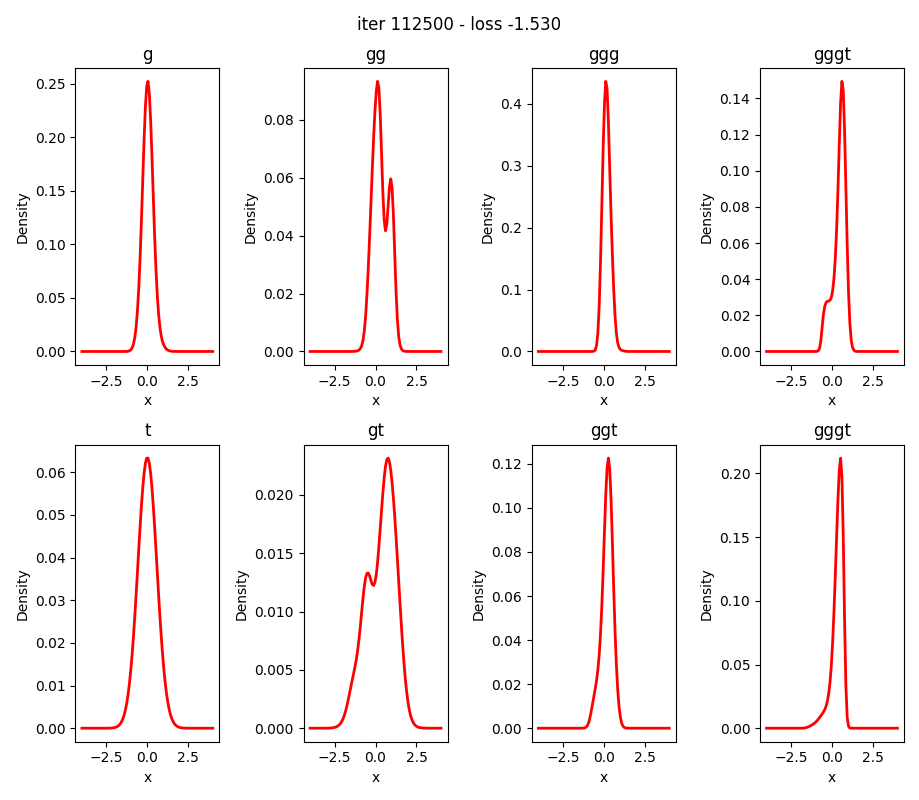 iter 112500 - loss -1.530
g
gg
ggg
gggt
Density
0.25
0.20
0.15
0.10
0.05
0.00
−2.5 0.0 2.5
x
Density
0.08
0.06
0.04
0.02
0.00
−2.5 0.0 2.5
x
Density
0.4
0.3
0.2
0.1
0.0
−2.5 0.0 2.5
x
Density
0.14
0.12
0.10
0.08
0.06
0.04
0.02
0.00
−2.5 0.0 2.5
x
t
gt
ggt
gggt
Density
0.06
0.05
0.04
0.03
0.02
0.01
0.00
−2.5 0.0 2.5
x
Density
0.020
0.015
0.010
0.005
0.000
−2.5 0.0 2.5
x
Density
0.12
0.10
0.08
0.06
0.04
0.02
0.00
−2.5 0.0 2.5
x
Density
0.20
0.15
0.10
0.05
0.00
−2.5 0.0 2.5
x